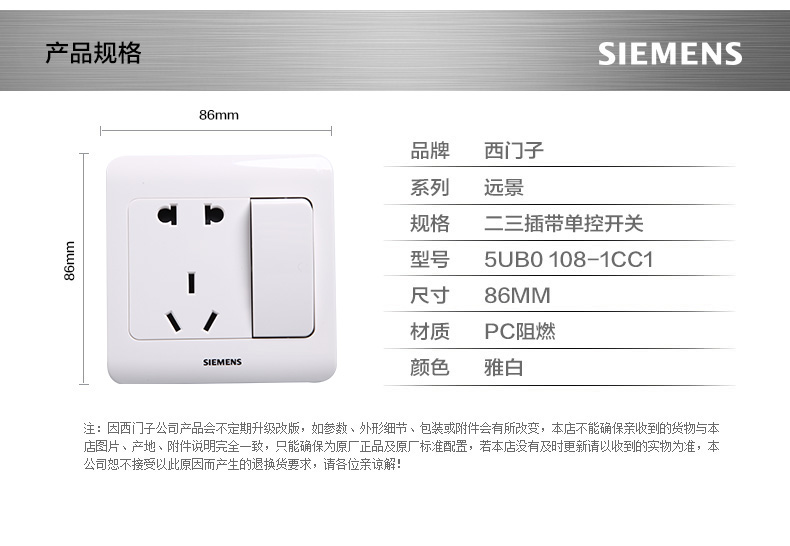 产品规格
SIEMENS
86mm
86mm
SIEMENS
品牌 西门子
系列 远景
规格 二三插带单控开关
型号 5UB0 108-1CC1
尺寸 86MM
材质 PC阻燃
颜色 雅白
注：因西门子公司产品会不定期升级改版，如参数、外形细节、包装或附件会有所改变，本店不能确保亲收到的货物与本
店图片、产地、附件说明完全一致，只能确保为原厂正品及原厂标准配置，若本店没有及时更新请以收到的实物为准，本
公司恕不接受以此原因而产生的退换货要求，请各位亲谅解！